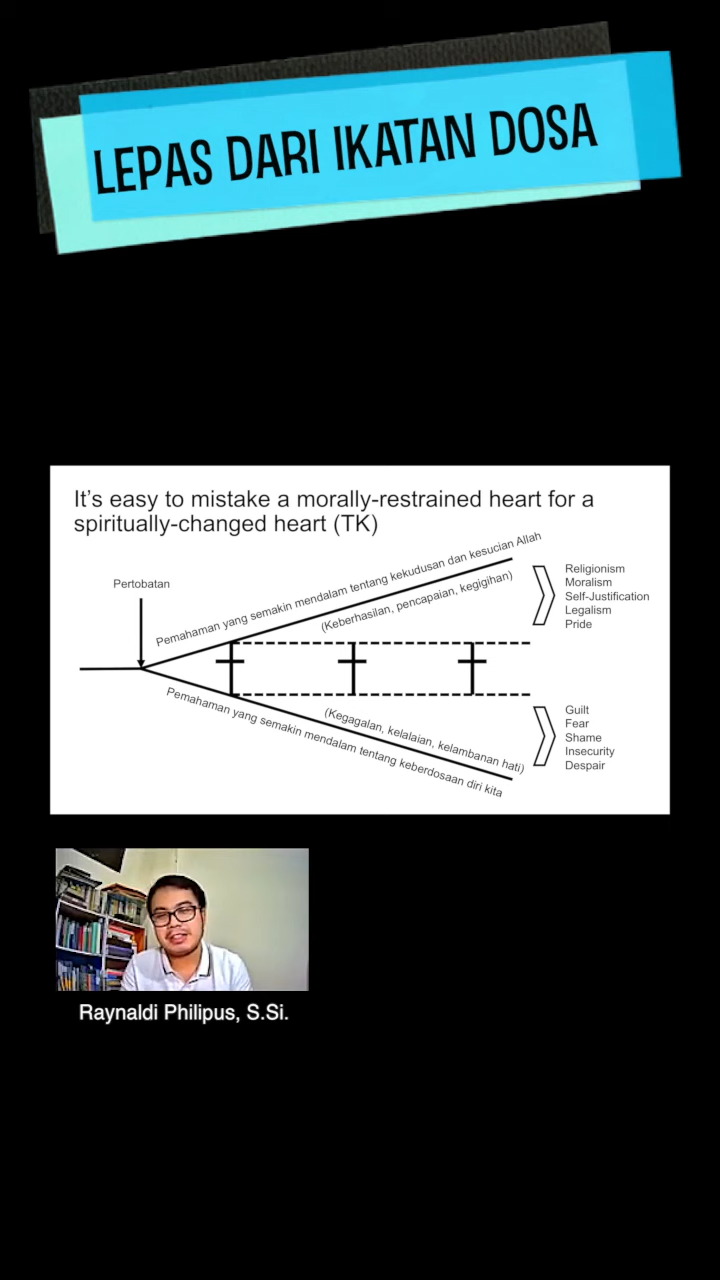 LEPAS DARI IKATAN DOSA
It's easy to mistake a morally-restrained heart for a
spiritually-changed heart (TK)
Pertobatan
Pemahaman yang semakin mendalam tentang kekudusan dan kesucian Allah
(Keberhasilan, pencapaian, kegigihan)
Religionism
Moralism
Self-Justification
Legalism
Pride
(Kegagalan, kelalaian, kelambanan hati)
Pemahaman yang semakin mendalam tentang keberdosaan diri kita
Guilt
Fear
Shame
Insecurity
Despair
Raynaldi Philipus, S.Si.